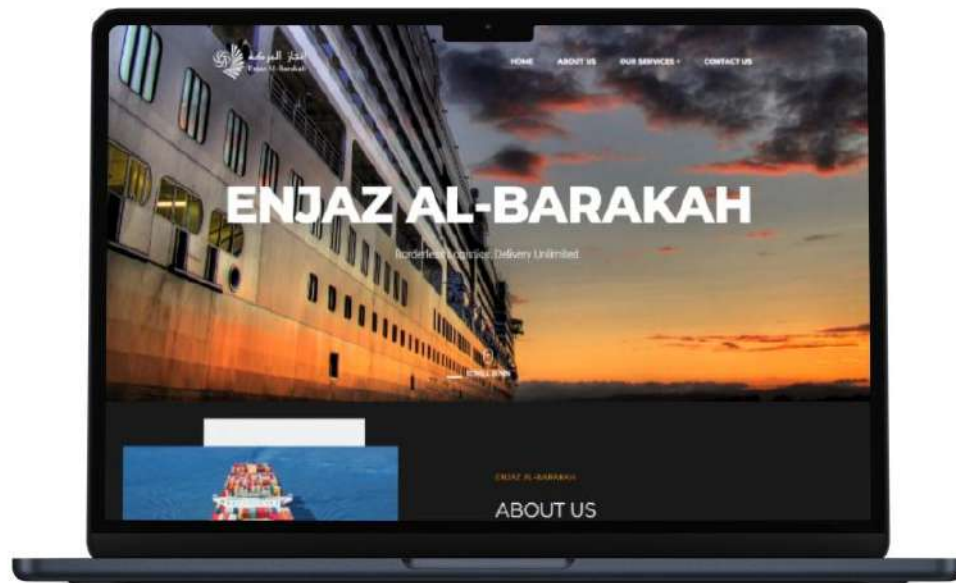 إنجاز البركة
Enjaz Al-Barakah
HOME ABOUT US OUR SERVICES CONTACT US
ENJAZ AL-BARAKAH
Borderless Logistics, Delivery Unlimited
SCROLL DOWN
ENJAZ AL-BARAKAH
ABOUT US